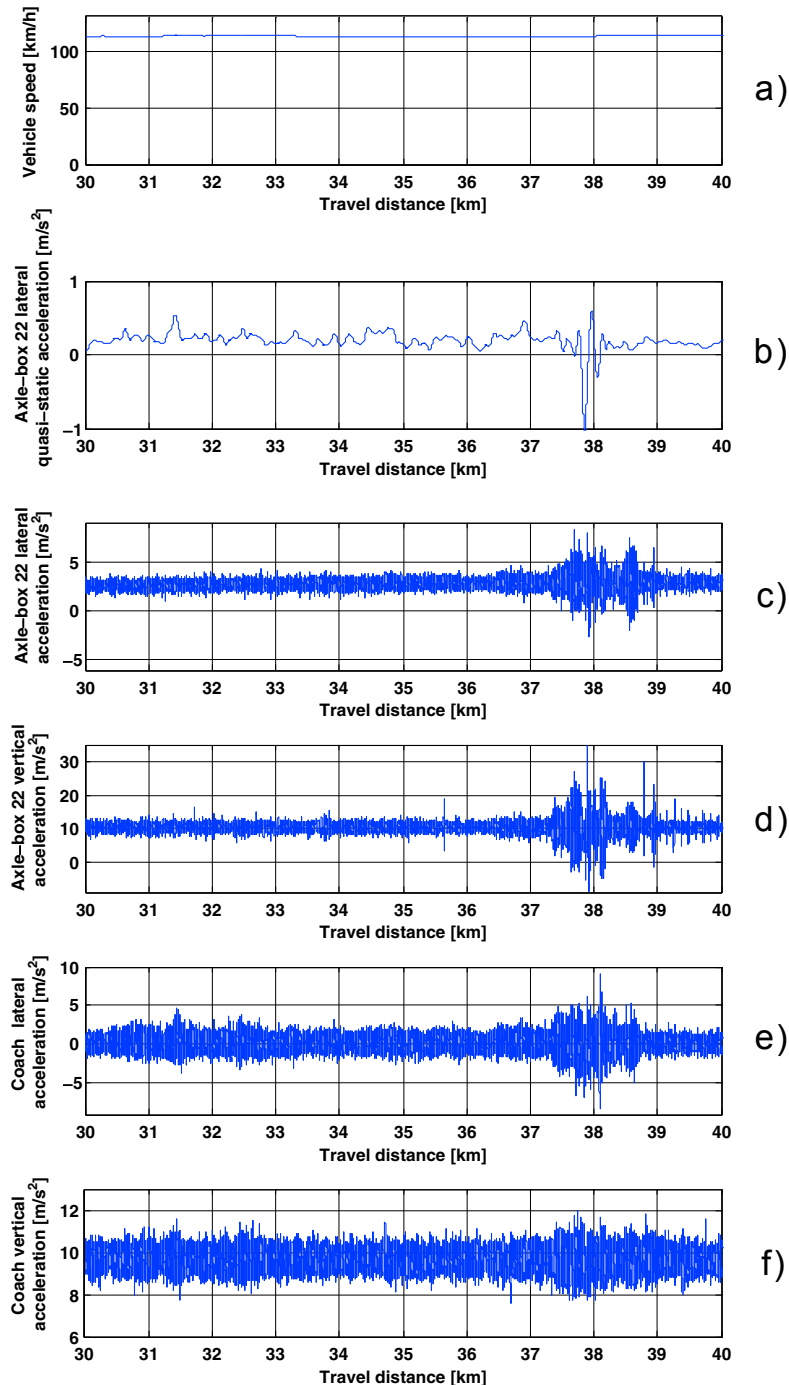 Vehicle speed [km/h]
100
50
0
30 31 32 33 34 35 36 37 38 39 40
Travel distance [km]
a)
Axle–box 22 lateral
quasi–static acceleration [m/s²]
1
0
–1
30 31 32 33 34 35 36 37 38 39 40
Travel distance [km]
b)
Axle–box 22 lateral
acceleration [m/s²]
5
0
–5
30 31 32 33 34 35 36 37 38 39 40
Travel distance [km]
c)
Axle–box 22 vertical
acceleration [m/s²]
30
20
10
0
30 31 32 33 34 35 36 37 38 39 40
Travel distance [km]
d)
Coach lateral
acceleration [m/s²]
10
5
0
–5
30 31 32 33 34 35 36 37 38 39 40
Travel distance [km]
e)
Coach vertical
acceleration [m/s²]
12
10
8
6
30 31 32 33 34 35 36 37 38 39 40
Travel distance [km]
f)